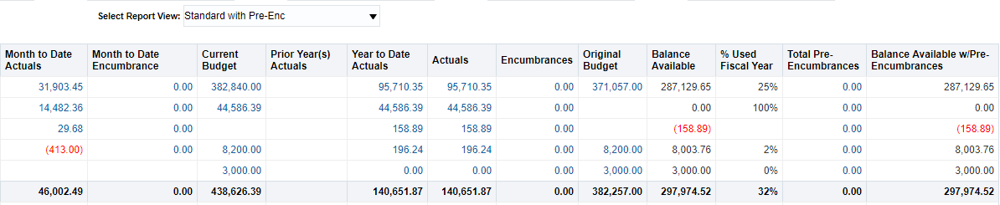 Select Report View: Standard with Pre-Enc
Month to Date Actuals Month to Date Encumbrance Current Budget Prior Year(s) Actuals Year to Date Actuals Actuals Encumbrances Original Budget Balance Available % Used Fiscal Year Total Pre-Encumbrances Balance Available w/Pre-Encumbrances
31,903.45 0.00 382,840.00 95,710.35 95,710.35 0.00 371,057.00 287,129.65 25% 0.00 287,129.65
14,482.36 0.00 44,586.39 44,586.39 44,586.39 0.00 0.00 100% 0.00 0.00
29.68 0.00 158.89 158.89 0.00 (158.89) 0.00 (158.89)
(413.00) 0.00 8,200.00 196.24 196.24 0.00 8,200.00 8,003.76 2% 0.00 8,003.76
3,000.00 0.00 0.00 0.00 3,000.00 3,000.00 0% 0.00 3,000.00
46,002.49 0.00 438,626.39 140,651.87 140,651.87 0.00 382,257.00 297,974.52 32% 0.00 297,974.52